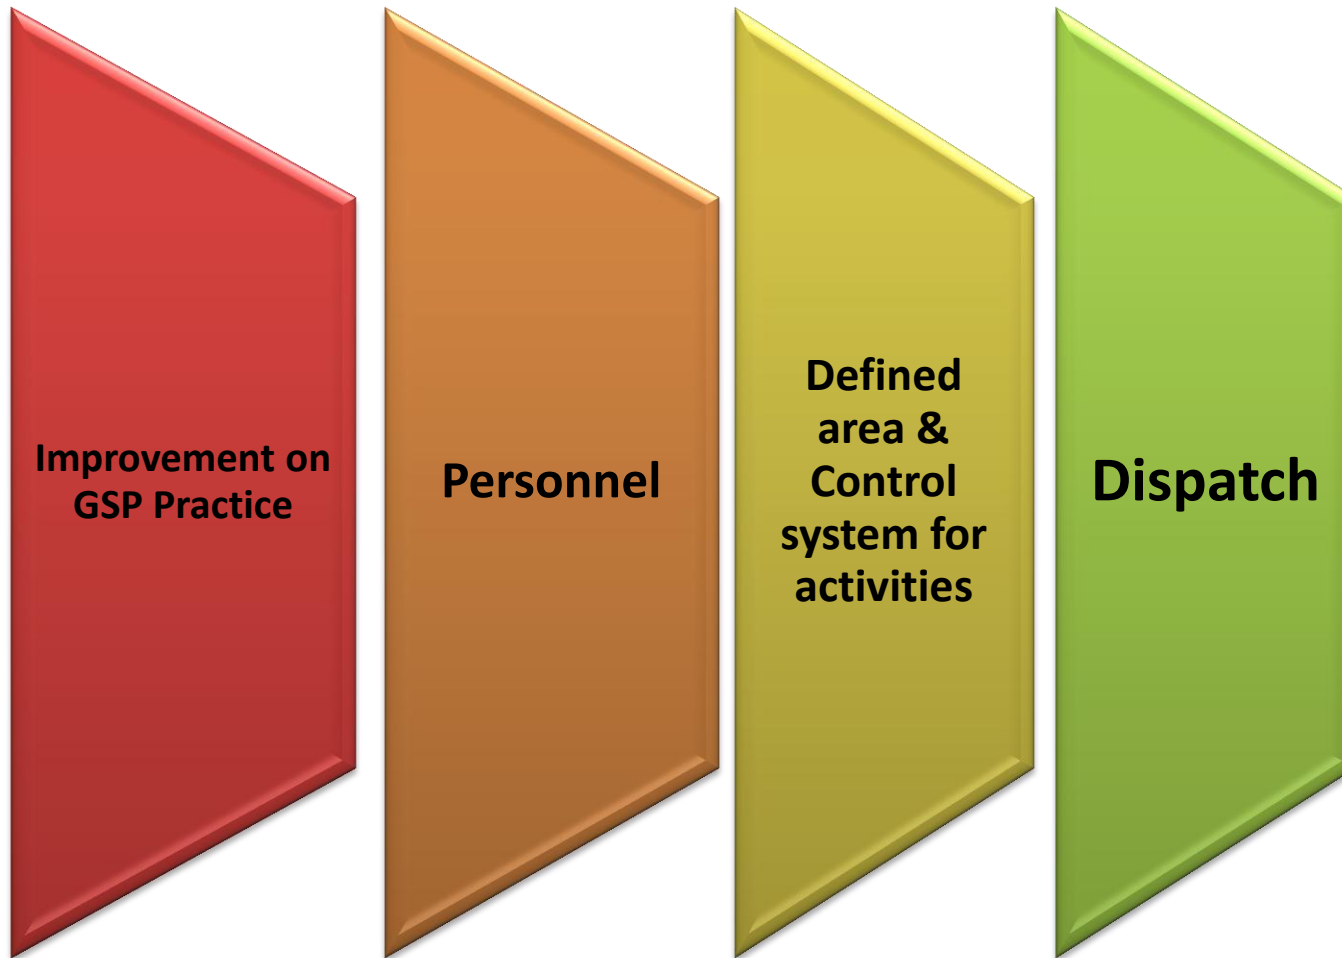 Improvement on
GSP Practice
Personnel
Defined
area &
Control
system for
activities
Dispatch